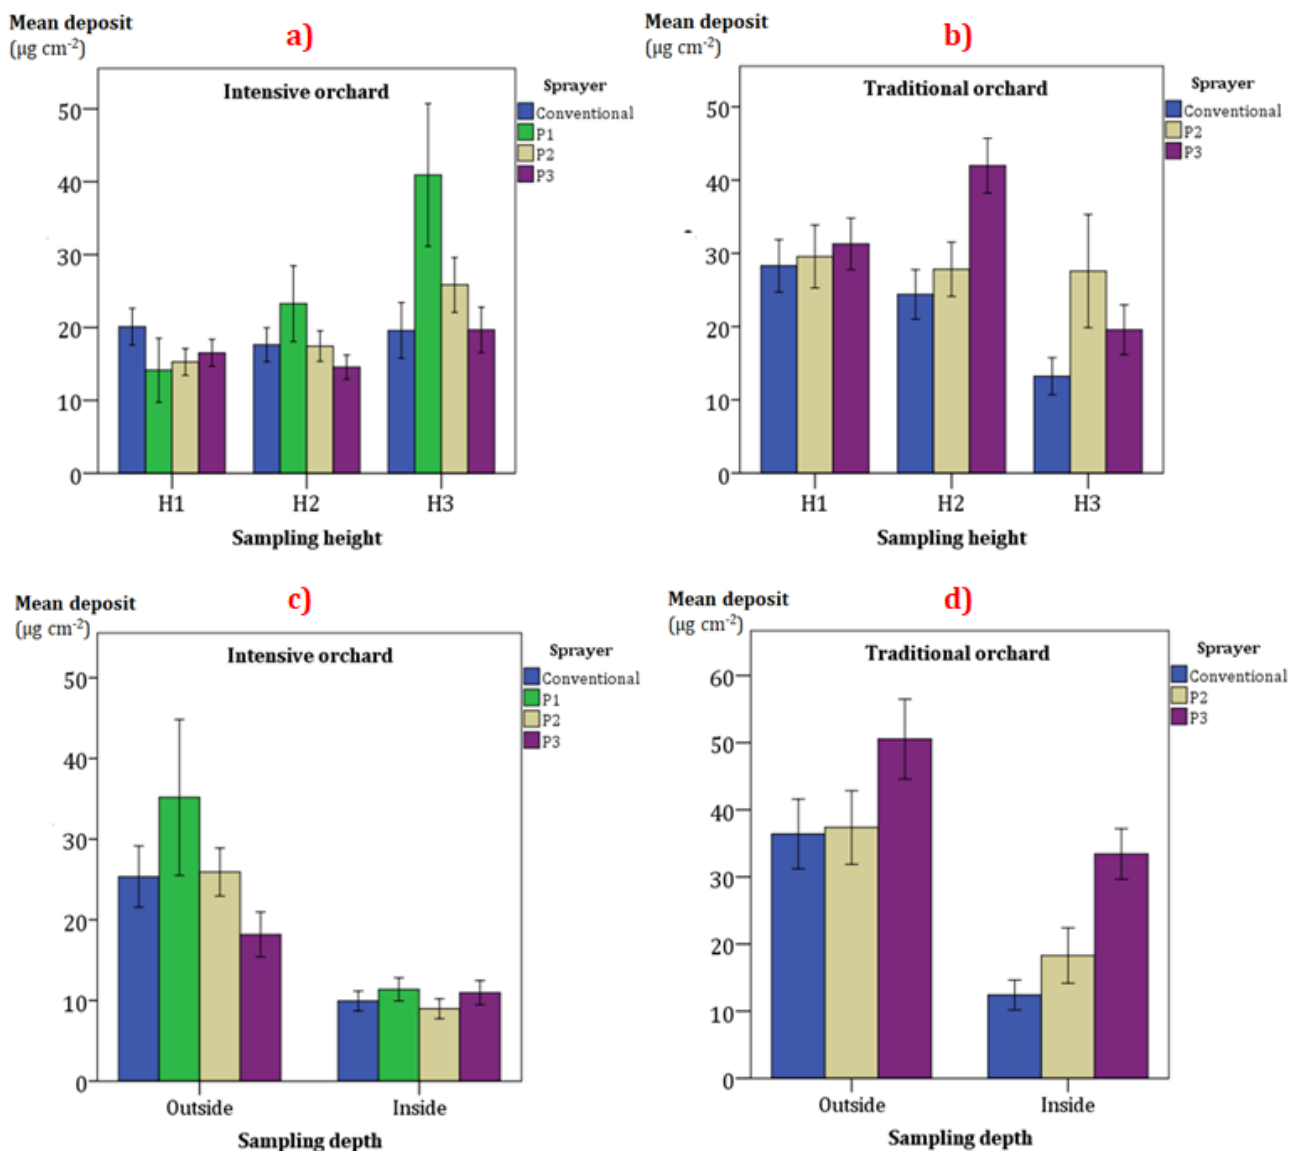 Mean deposit
(µg cm-2)
a)
Intensive orchard
Sprayer
Conventional
P1
P2
P3
50
40
30
20
10
0
H1 H2 H3
Sampling height
Mean deposit
(µg cm-2)
b)
Traditional orchard
Sprayer
Conventional
P2
P3
50
40
30
20
10
0
H1 H2 H3
Sampling height
Mean deposit
(µg cm-2)
c)
Intensive orchard
Sprayer
Conventional
P1
P2
P3
50
40
30
20
10
0
Outside Inside
Sampling depth
Mean deposit
(µg cm-2)
d)
Traditional orchard
Sprayer
Conventional
P2
P3
60
50
40
30
20
10
0
Outside Inside
Sampling depth